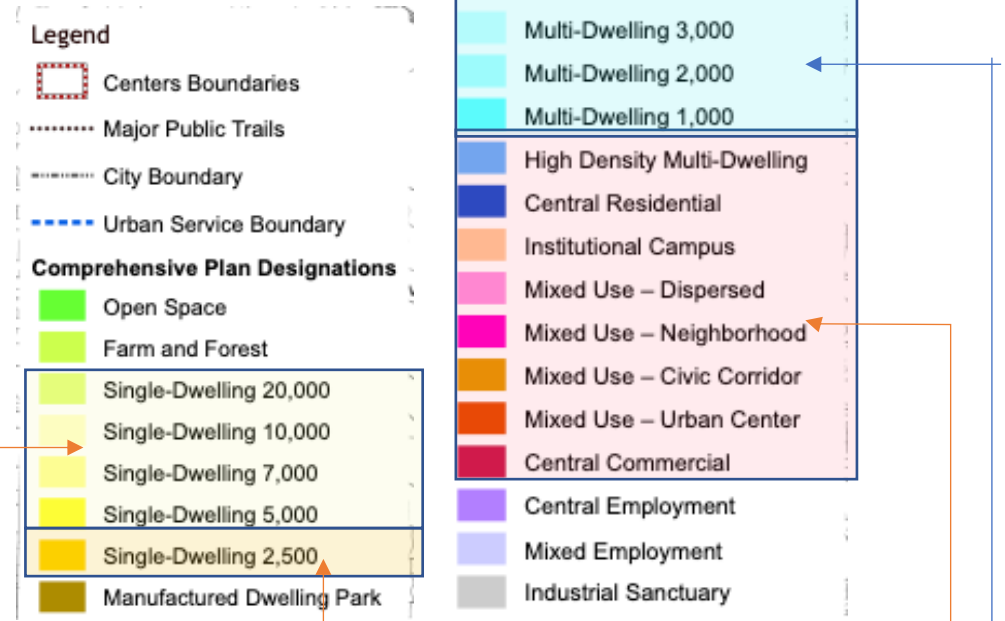 Legend
Centers Boundaries
Major Public Trails
City Boundary
Urban Service Boundary
Comprehensive Plan Designations
Open Space
Farm and Forest
Single-Dwelling 20,000
Single-Dwelling 10,000
Single-Dwelling 7,000
Single-Dwelling 5,000
Single-Dwelling 2,500
Manufactured Dwelling Park
Multi-Dwelling 3,000
Multi-Dwelling 2,000
Multi-Dwelling 1,000
High Density Multi-Dwelling
Central Residential
Institutional Campus
Mixed Use – Dispersed
Mixed Use – Neighborhood
Mixed Use – Civic Corridor
Mixed Use – Urban Center
Central Commercial
Central Employment
Mixed Employment
Industrial Sanctuary